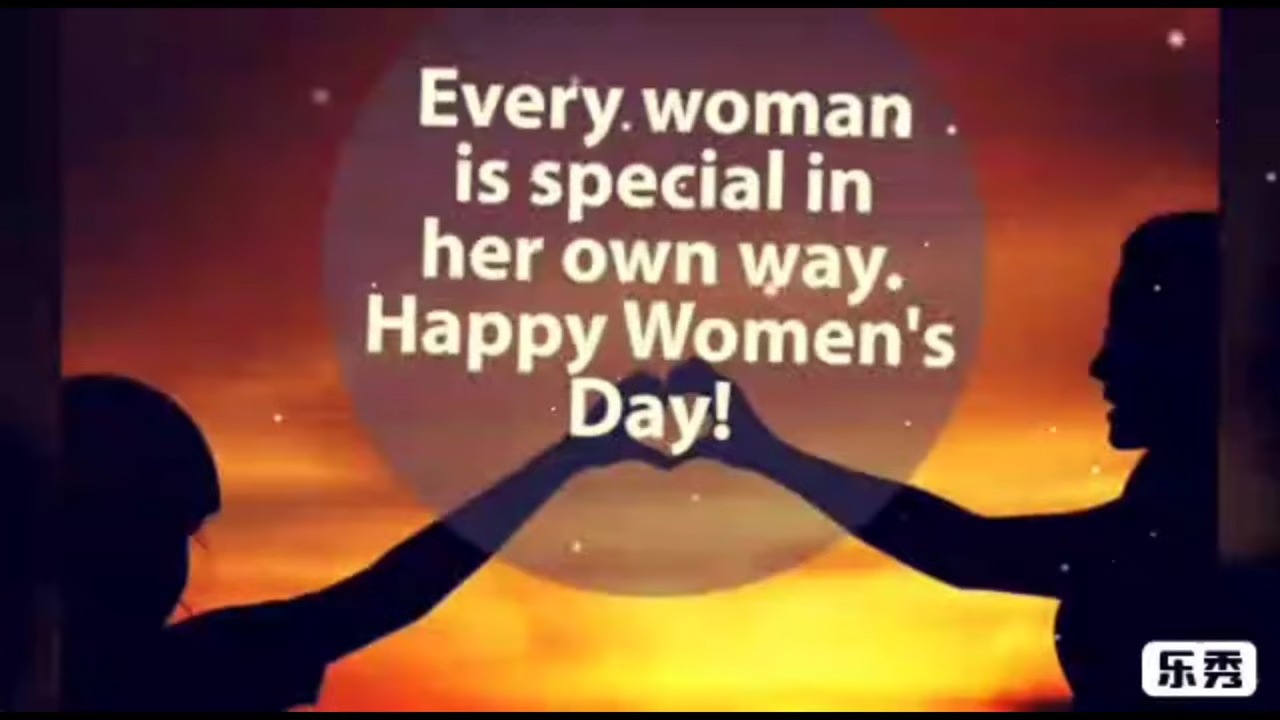 Every woman
is special in
her own way.
Happy Women's
Day!
乐秀